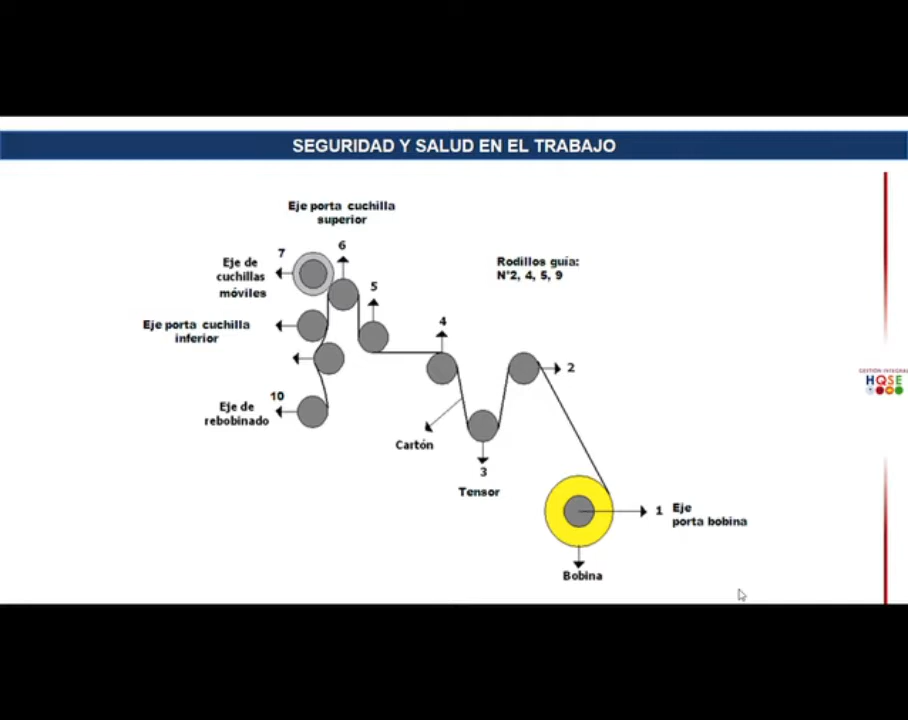 SEGURIDAD Y SALUD EN EL TRABAJO
Eje porta cuchilla
superior
6
7
Eje de
cuchillas
móviles
Rodillos guía:
N°2, 4, 5, 9
5
4
Eje porta cuchilla
inferior
2
GESTIÓN INTEGRAL
HQSE
10
Eje de
rebobinado
Cartón
3
Tensor
1 Eje
porta bobina
Bobina